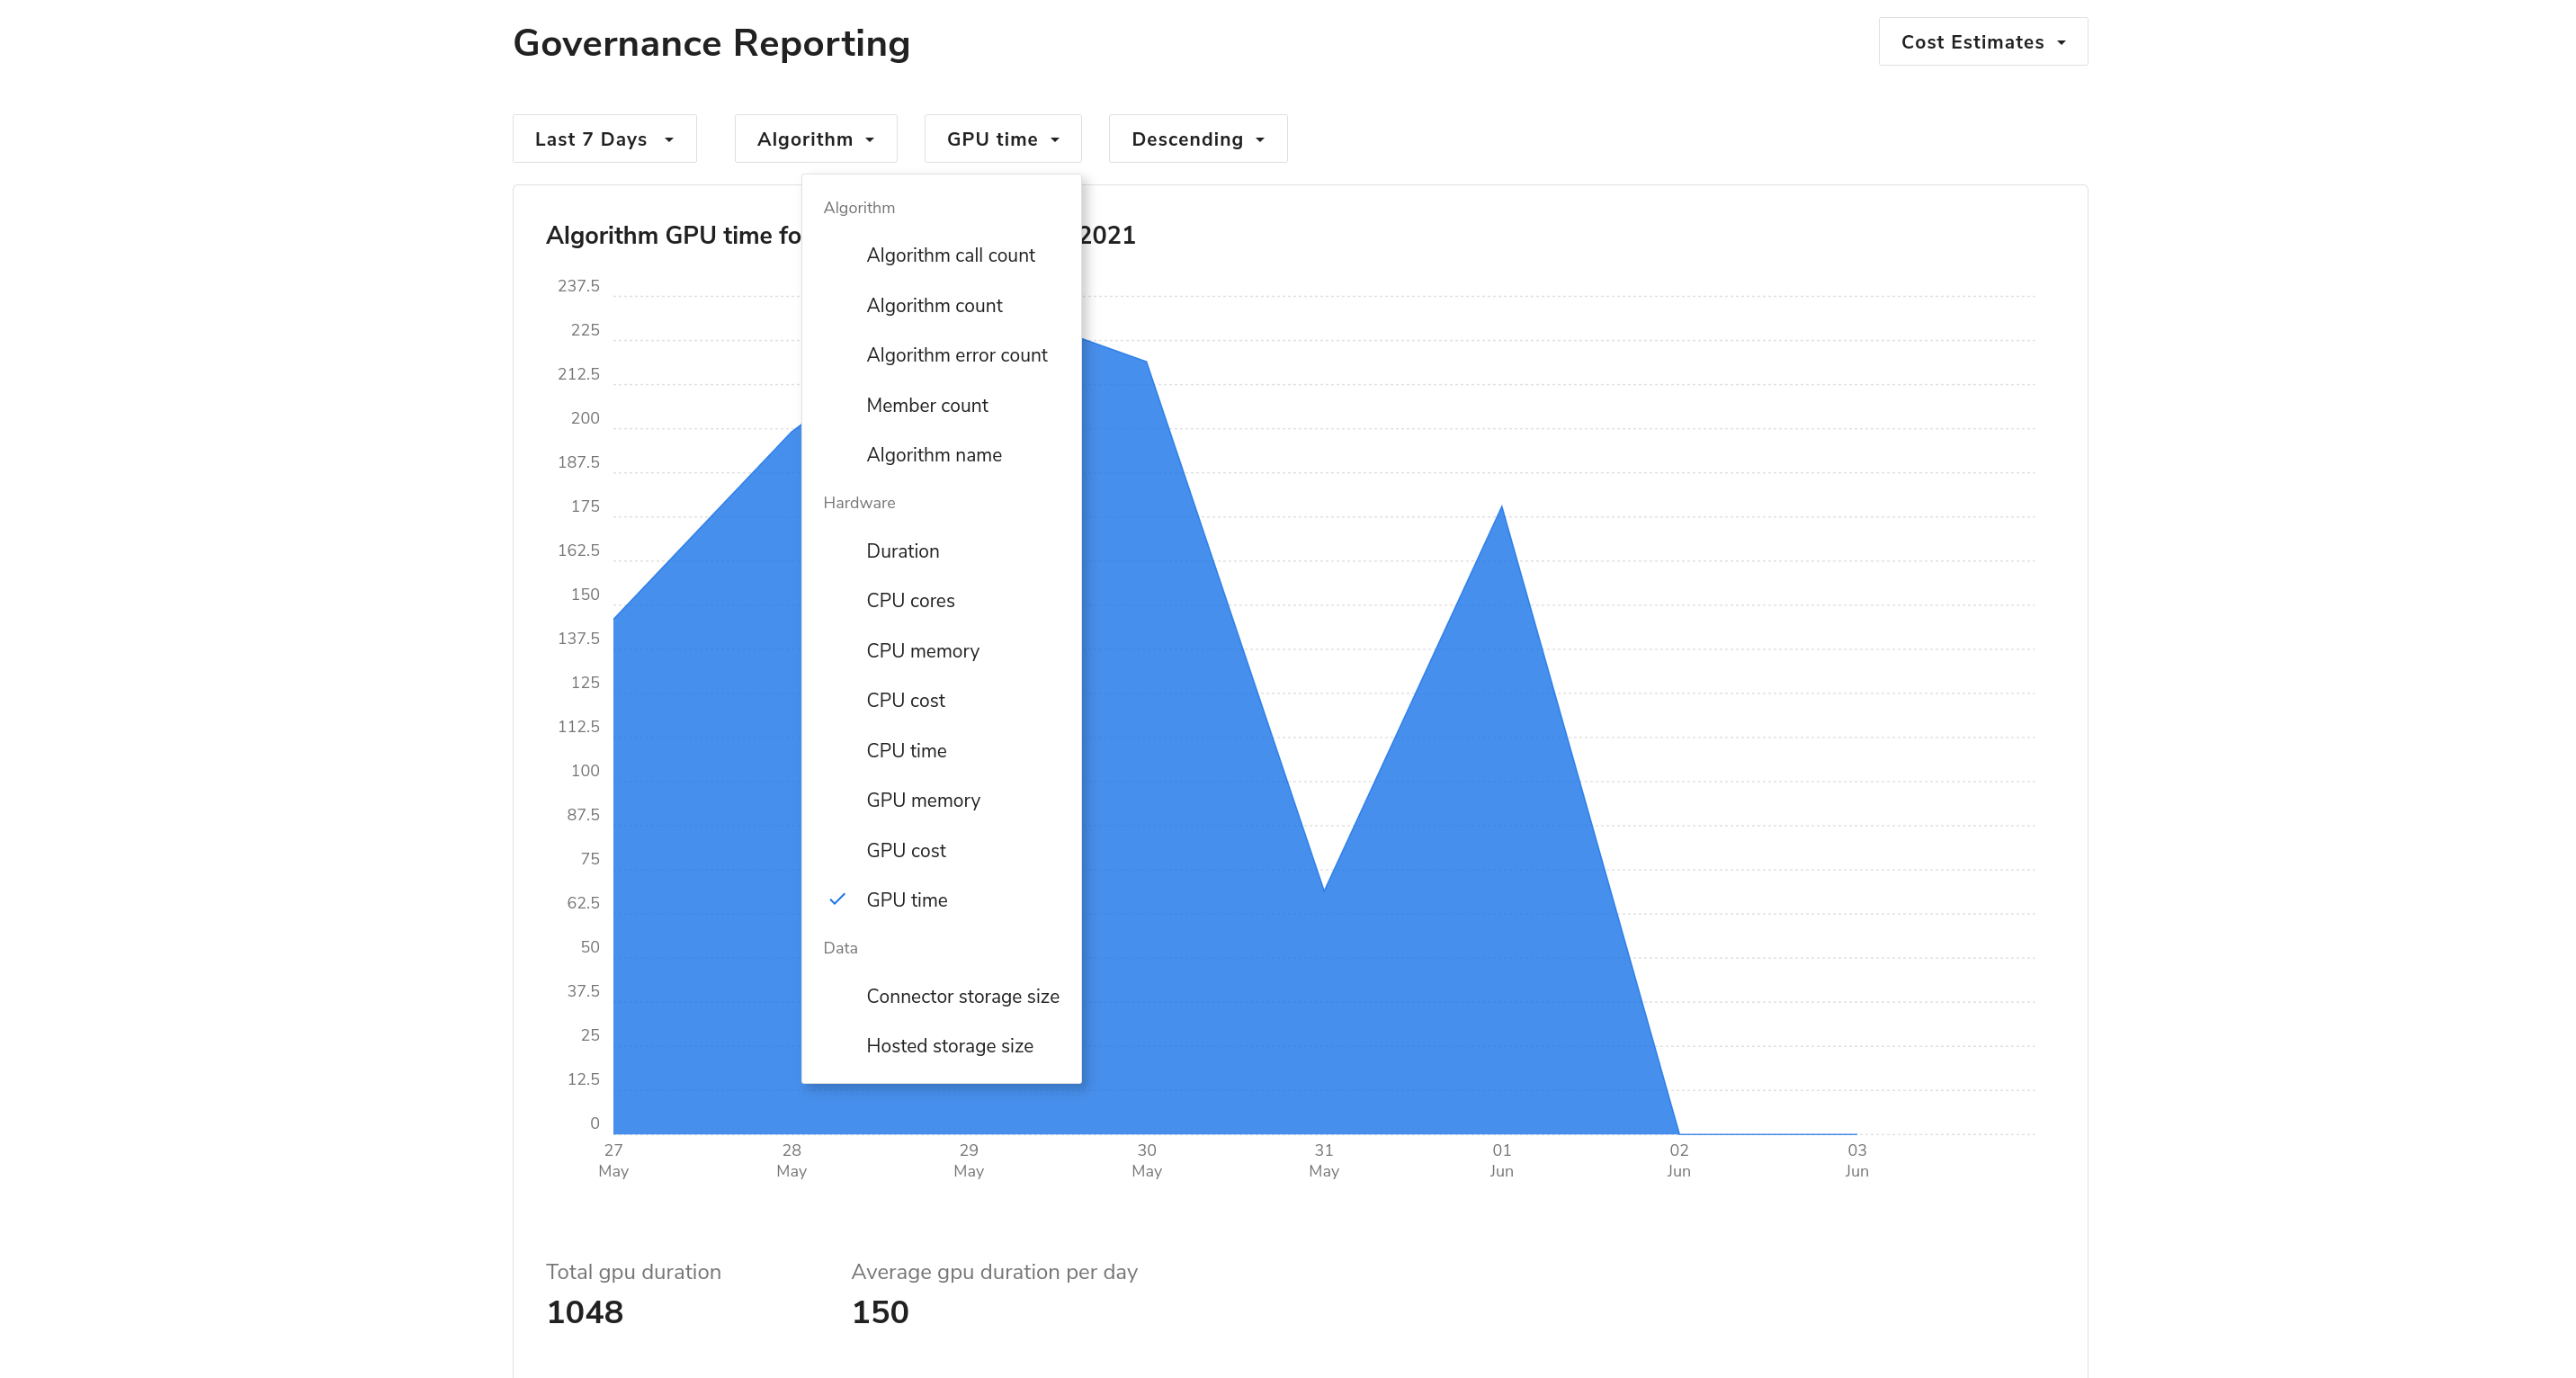 Governance Reporting
Cost Estimates
Last 7 Days
Algorithm
GPU time
Descending
Algorithm GPU time fo
2021
Algorithm
Algorithm call count
Algorithm count
Algorithm error count
Member count
Algorithm name
Hardware
Duration
CPU cores
CPU memory
CPU cost
CPU time
GPU memory
GPU cost
GPU time
Data
Connector storage size
Hosted storage size
237.5
225
212.5
200
187.5
175
162.5
150
137.5
125
112.5
100
87.5
75
62.5
50
37.5
25
12.5
0
27 May
28 May
29 May
30 May
31 May
01 Jun
02 Jun
03 Jun
Total gpu duration
1048
Average gpu duration per day
150